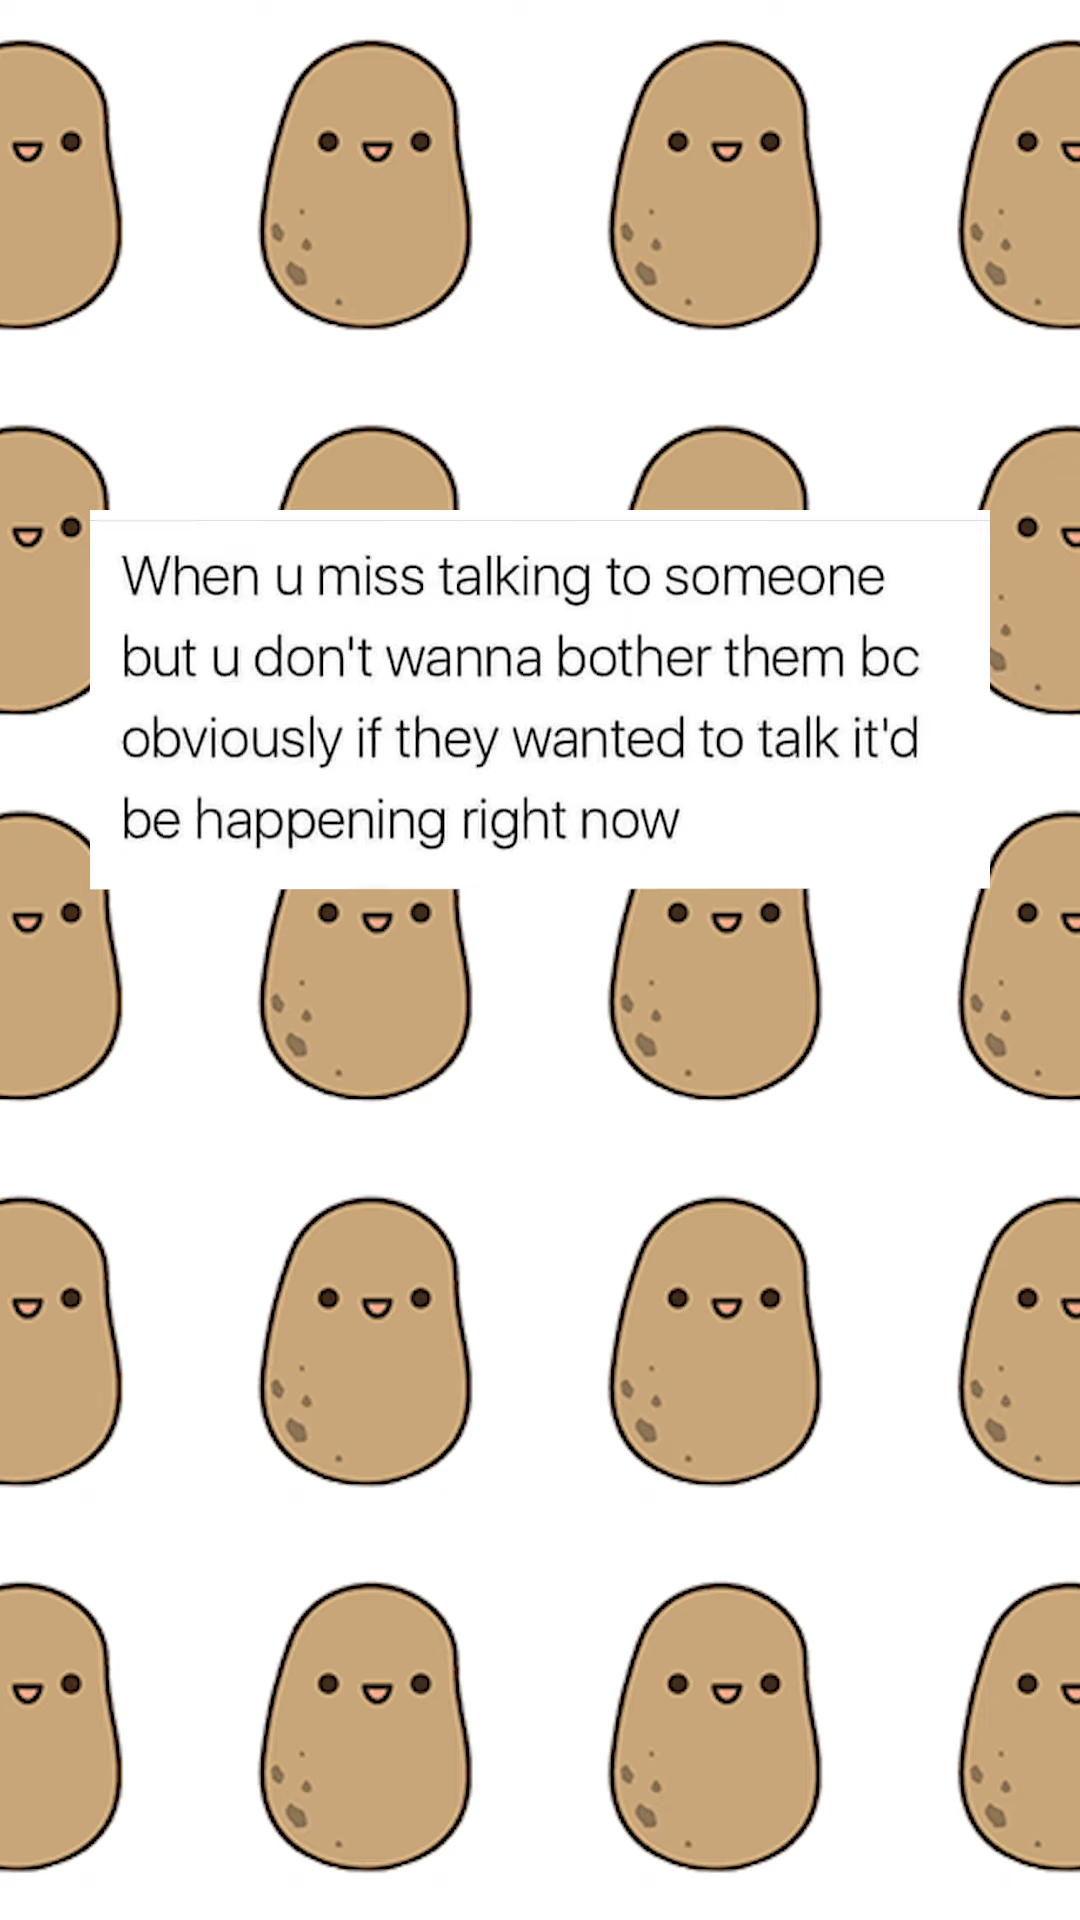 When u miss talking to someone
but u don't wanna bother them bc
obviously if they wanted to talk it'd
be happening right now